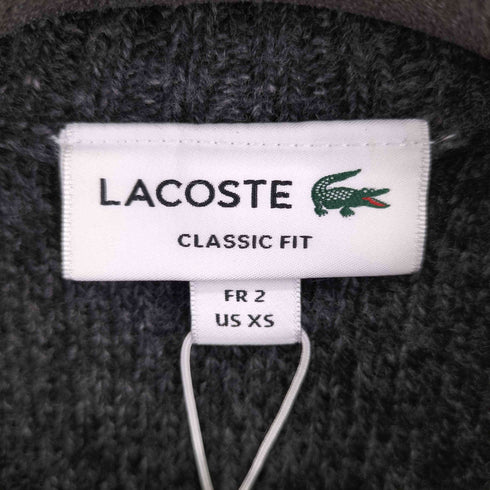 LACOSTE
CLASSIC FIT
FR 2
US XS